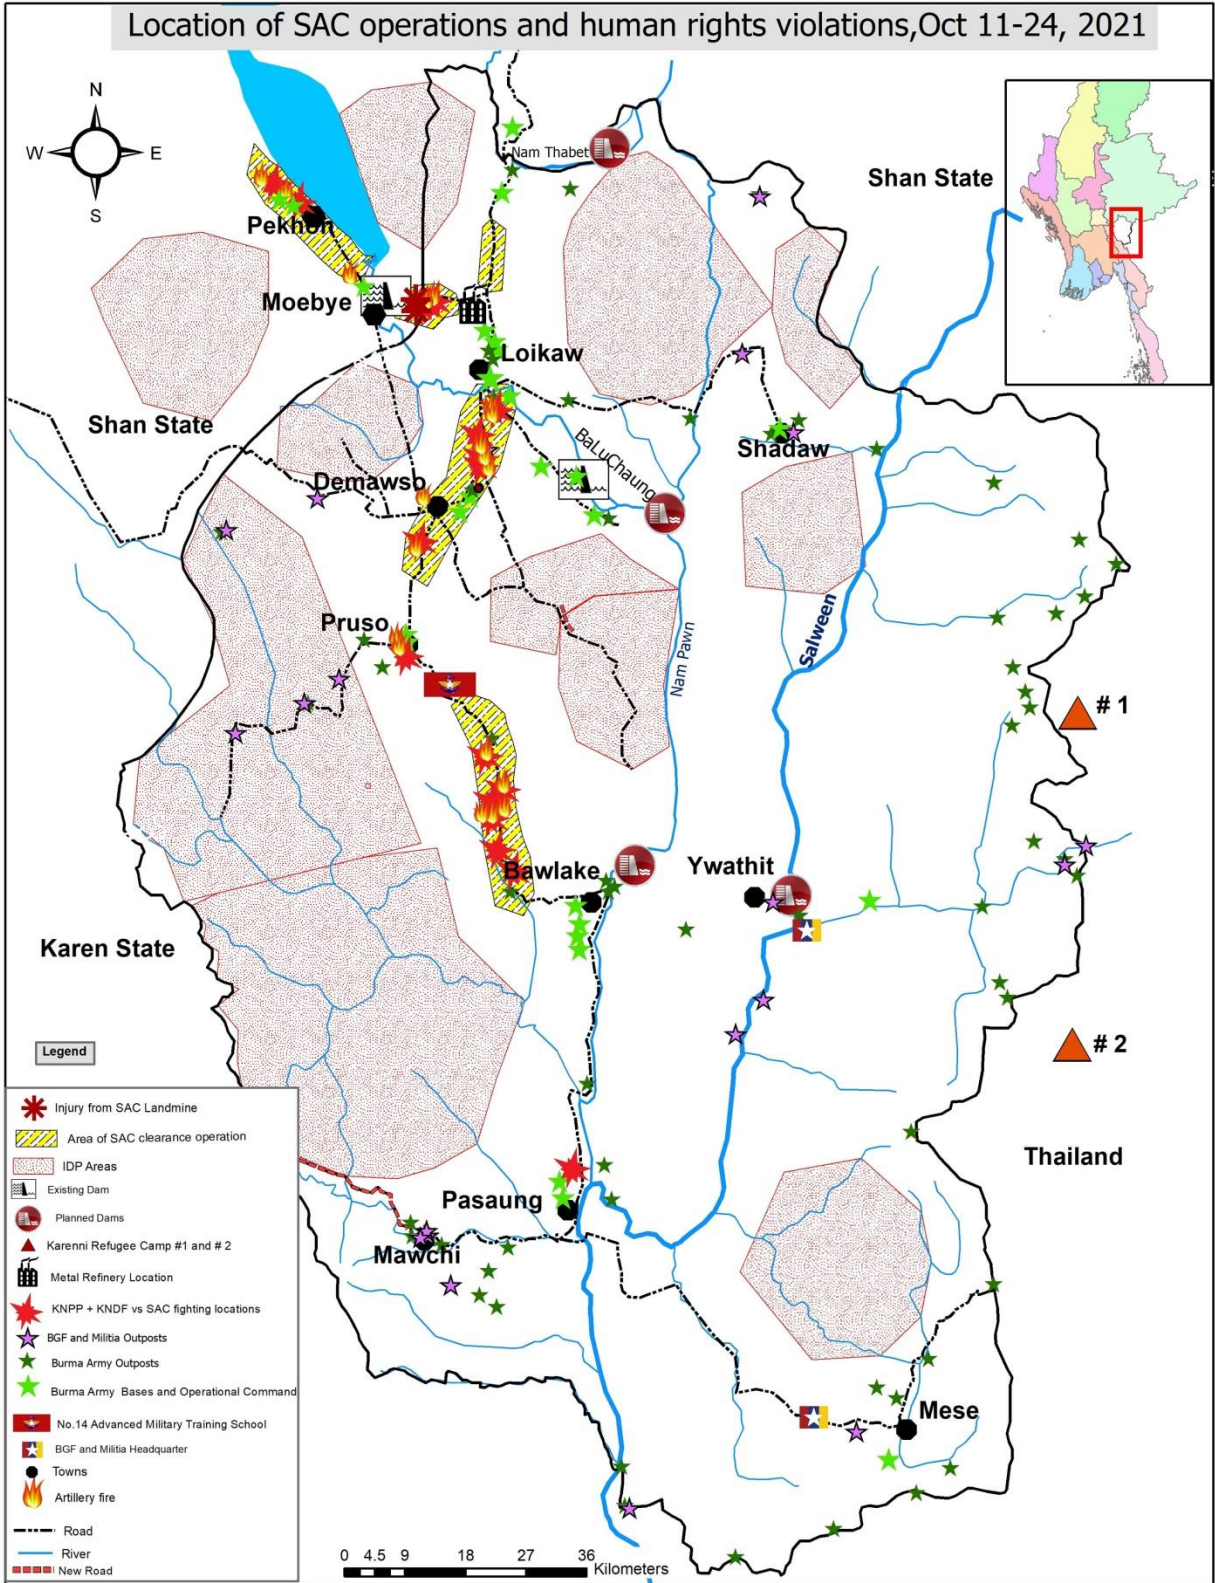 Location of SAC operations and human rights violations,Oct 11-24, 2021
N
W
E
S
Nam Thabet
Shan State
Pekhon
Moebye
Loikaw
Shan State
BaLuChaung
Shadaw
Demawso
Salween
Pruso
Nam Pawn
# 1
Bawlake
Ywathit
Karen State
# 2
Legend
Injury from SAC Landmine
Area of SAC clearance operation
IDP Areas
Existing Dam
Planned Dams
Karenni Refugee Camp #1 and # 2
Metal Refinery Location
KNPP + KNDF vs SAC fighting locations
BGF and Militia Outposts
Burma Army Outposts
Burma Army Bases and Operational Command
No.14 Advanced Military Training School
BGF and Militia Headquarter
Towns
Artillery fire
Road
River
New Road
Thailand
Pasaung
Mawchi
Mese
0 4.5 9 18 27 36
Kilometers